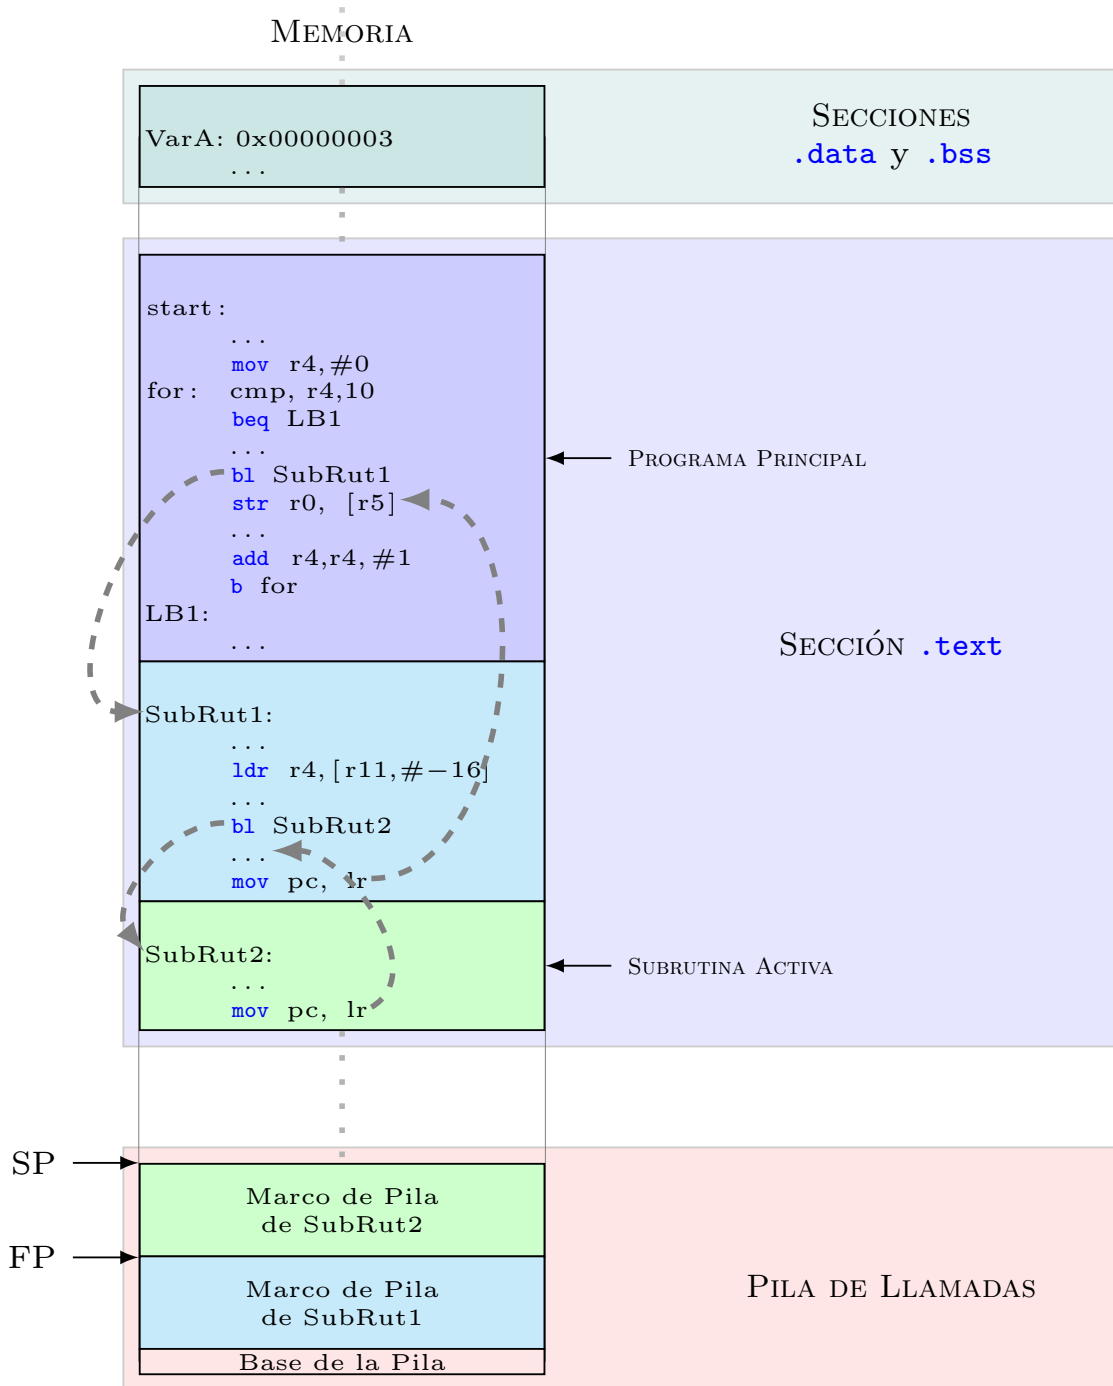 MEMORIA
VarA: 0x00000003
...
SECCIONES
.data y .bss
start:
...
mov r4,#0
for: cmp, r4,10
beq LB1
...
bl SubRut1
str r0, [r5]
...
add r4,r4,#1
b for
LB1:
...
PROGRAMA PRINCIPAL
SECCIÓN .text
SubRut1:
...
ldr r4,[r11,#-16]
...
bl SubRut2
...
mov pc, lr
SubRut2:
...
mov pc, lr
SUBRUTINA ACTIVA
SP
Marco de Pila
de SubRut2
FP
Marco de Pila
de SubRut1
Base de la Pila
PILA DE LLAMADAS